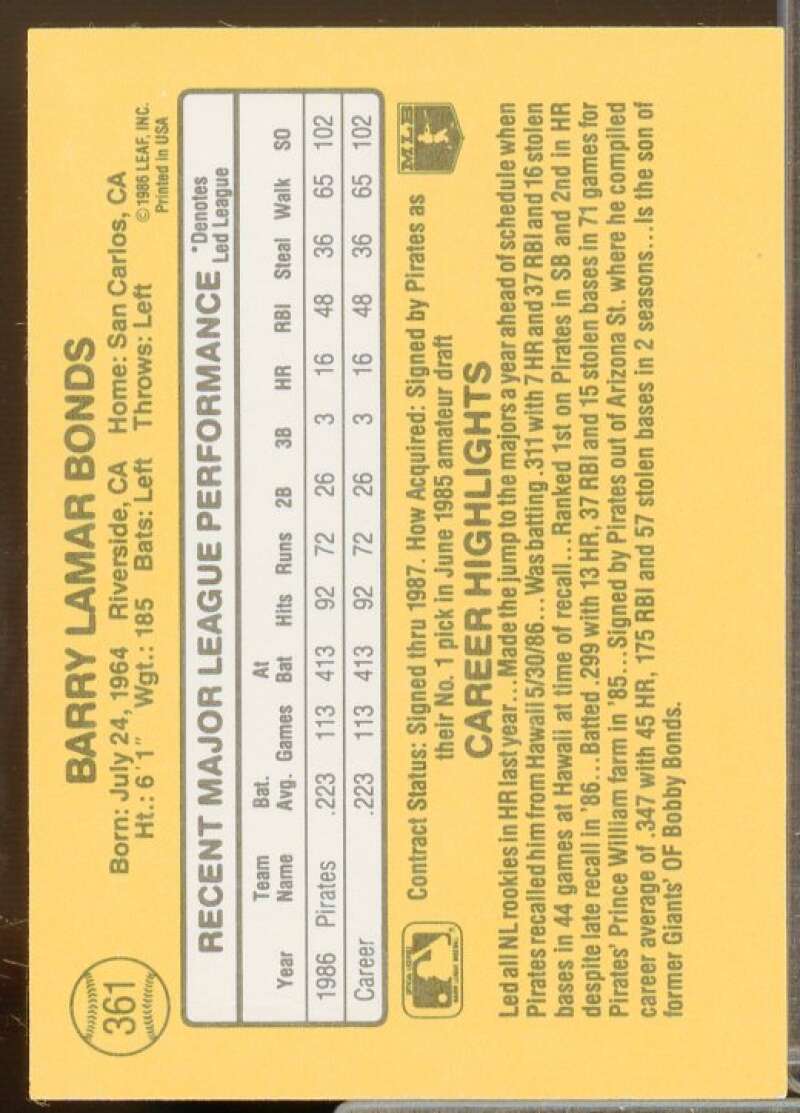 361
BARRY LAMAR BONDS
Born: July 24, 1964 Riverside, CA Home: San Carlos, CA
Ht.: 6'1" Wgt.: 185 Bats: Left Throws: Left
© 1986 LEAF, INC.
Printed in USA
RECENT MAJOR LEAGUE PERFORMANCE
*Denotes
Led League
Team Bat. At
Year Name Avg. Games Bat Hits Runs 2B 3B HR RBI Steal Walk SO
1986 Pirates .223 113 413 92 72 26 3 16 48 36 65 102
Career .223 113 413 92 72 26 3 16 48 36 65 102
Contract Status: Signed thru 1987. How Acquired: Signed by Pirates as
their No. 1 pick in June 1985 amateur draft
MLB
CAREER HIGHLIGHTS
Led all NL rookies in HR last year...Made the jump to the majors a year ahead of schedule when
Pirates recalled him from Hawaii 5/30/86...Was batting .311 with 7 HR and 37 RBI and 16 stolen
bases in 44 games at Hawaii at time of recall...Ranked 1st on Pirates in SB and 2nd in HR
despite late recall in '86...Batted .299 with 13 HR, 37 RBI and 15 stolen bases in 71 games for
Pirates' Prince William farm in '85...Signed by Pirates out of Arizona St. where he compiled
career average of .347 with 45 HR, 175 RBI and 57 stolen bases in 2 seasons...Is the son of
former Giants' OF Bobby Bonds.